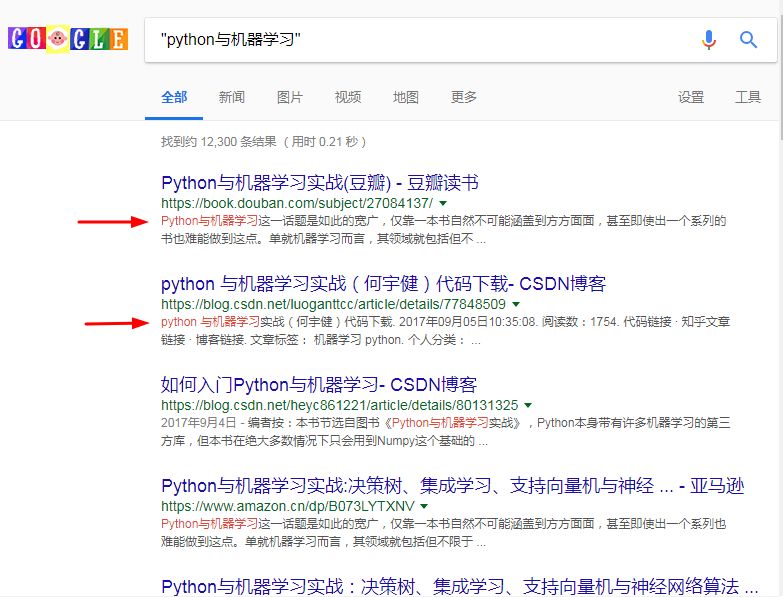 GOOGLE
"python与机器学习"
全部 新闻 图片 视频 地图 更多 设置 工具
找到约 12,300 条结果 （用时 0.21 秒）
Python与机器学习实战(豆瓣) - 豆瓣读书
https://book.douban.com/subject/27084137/
Python与机器学习这一话题是如此的宽广，仅靠一本书自然不可能涵盖到方方面面，甚至即使出一个系列的
书也难能做到这点。单就机器学习而言，其领域就包括但不 ...
python 与机器学习实战（何宇健）代码下载- CSDN博客
https://blog.csdn.net/luoganttcc/article/details/77848509
python 与机器学习实战（何宇健）代码下载. 2017年09月05日10:35:08. 阅读数：1754. 代码链接 · 知乎文章
链接 · 博客链接. 文章标签： 机器学习 python. 个人分类： ...
如何入门Python与机器学习- CSDN博客
https://blog.csdn.net/heyc861221/article/details/80131325
2017年9月4日 - 编者按：本书节选自图书《Python与机器学习实战》，Python本身带有许多机器学习的第三
方库，但本书在绝大多数情况下只会用到Numpy这个基础的 ...
Python与机器学习实战:决策树、集成学习、支持向量机与神经 ... - 亚马逊
https://www.amazon.cn/dp/B073LYTXNV
Python与机器学习这一话题是如此的宽广，仅靠一本书自然不可能涵盖到方方面面，甚至即使出一个系列也
难能做到这点。单就机器学习而言，其领域就包括但不限于 ...
Python与机器学习实战：决策树、集成学习、支持向量机与神经网络算法 ...